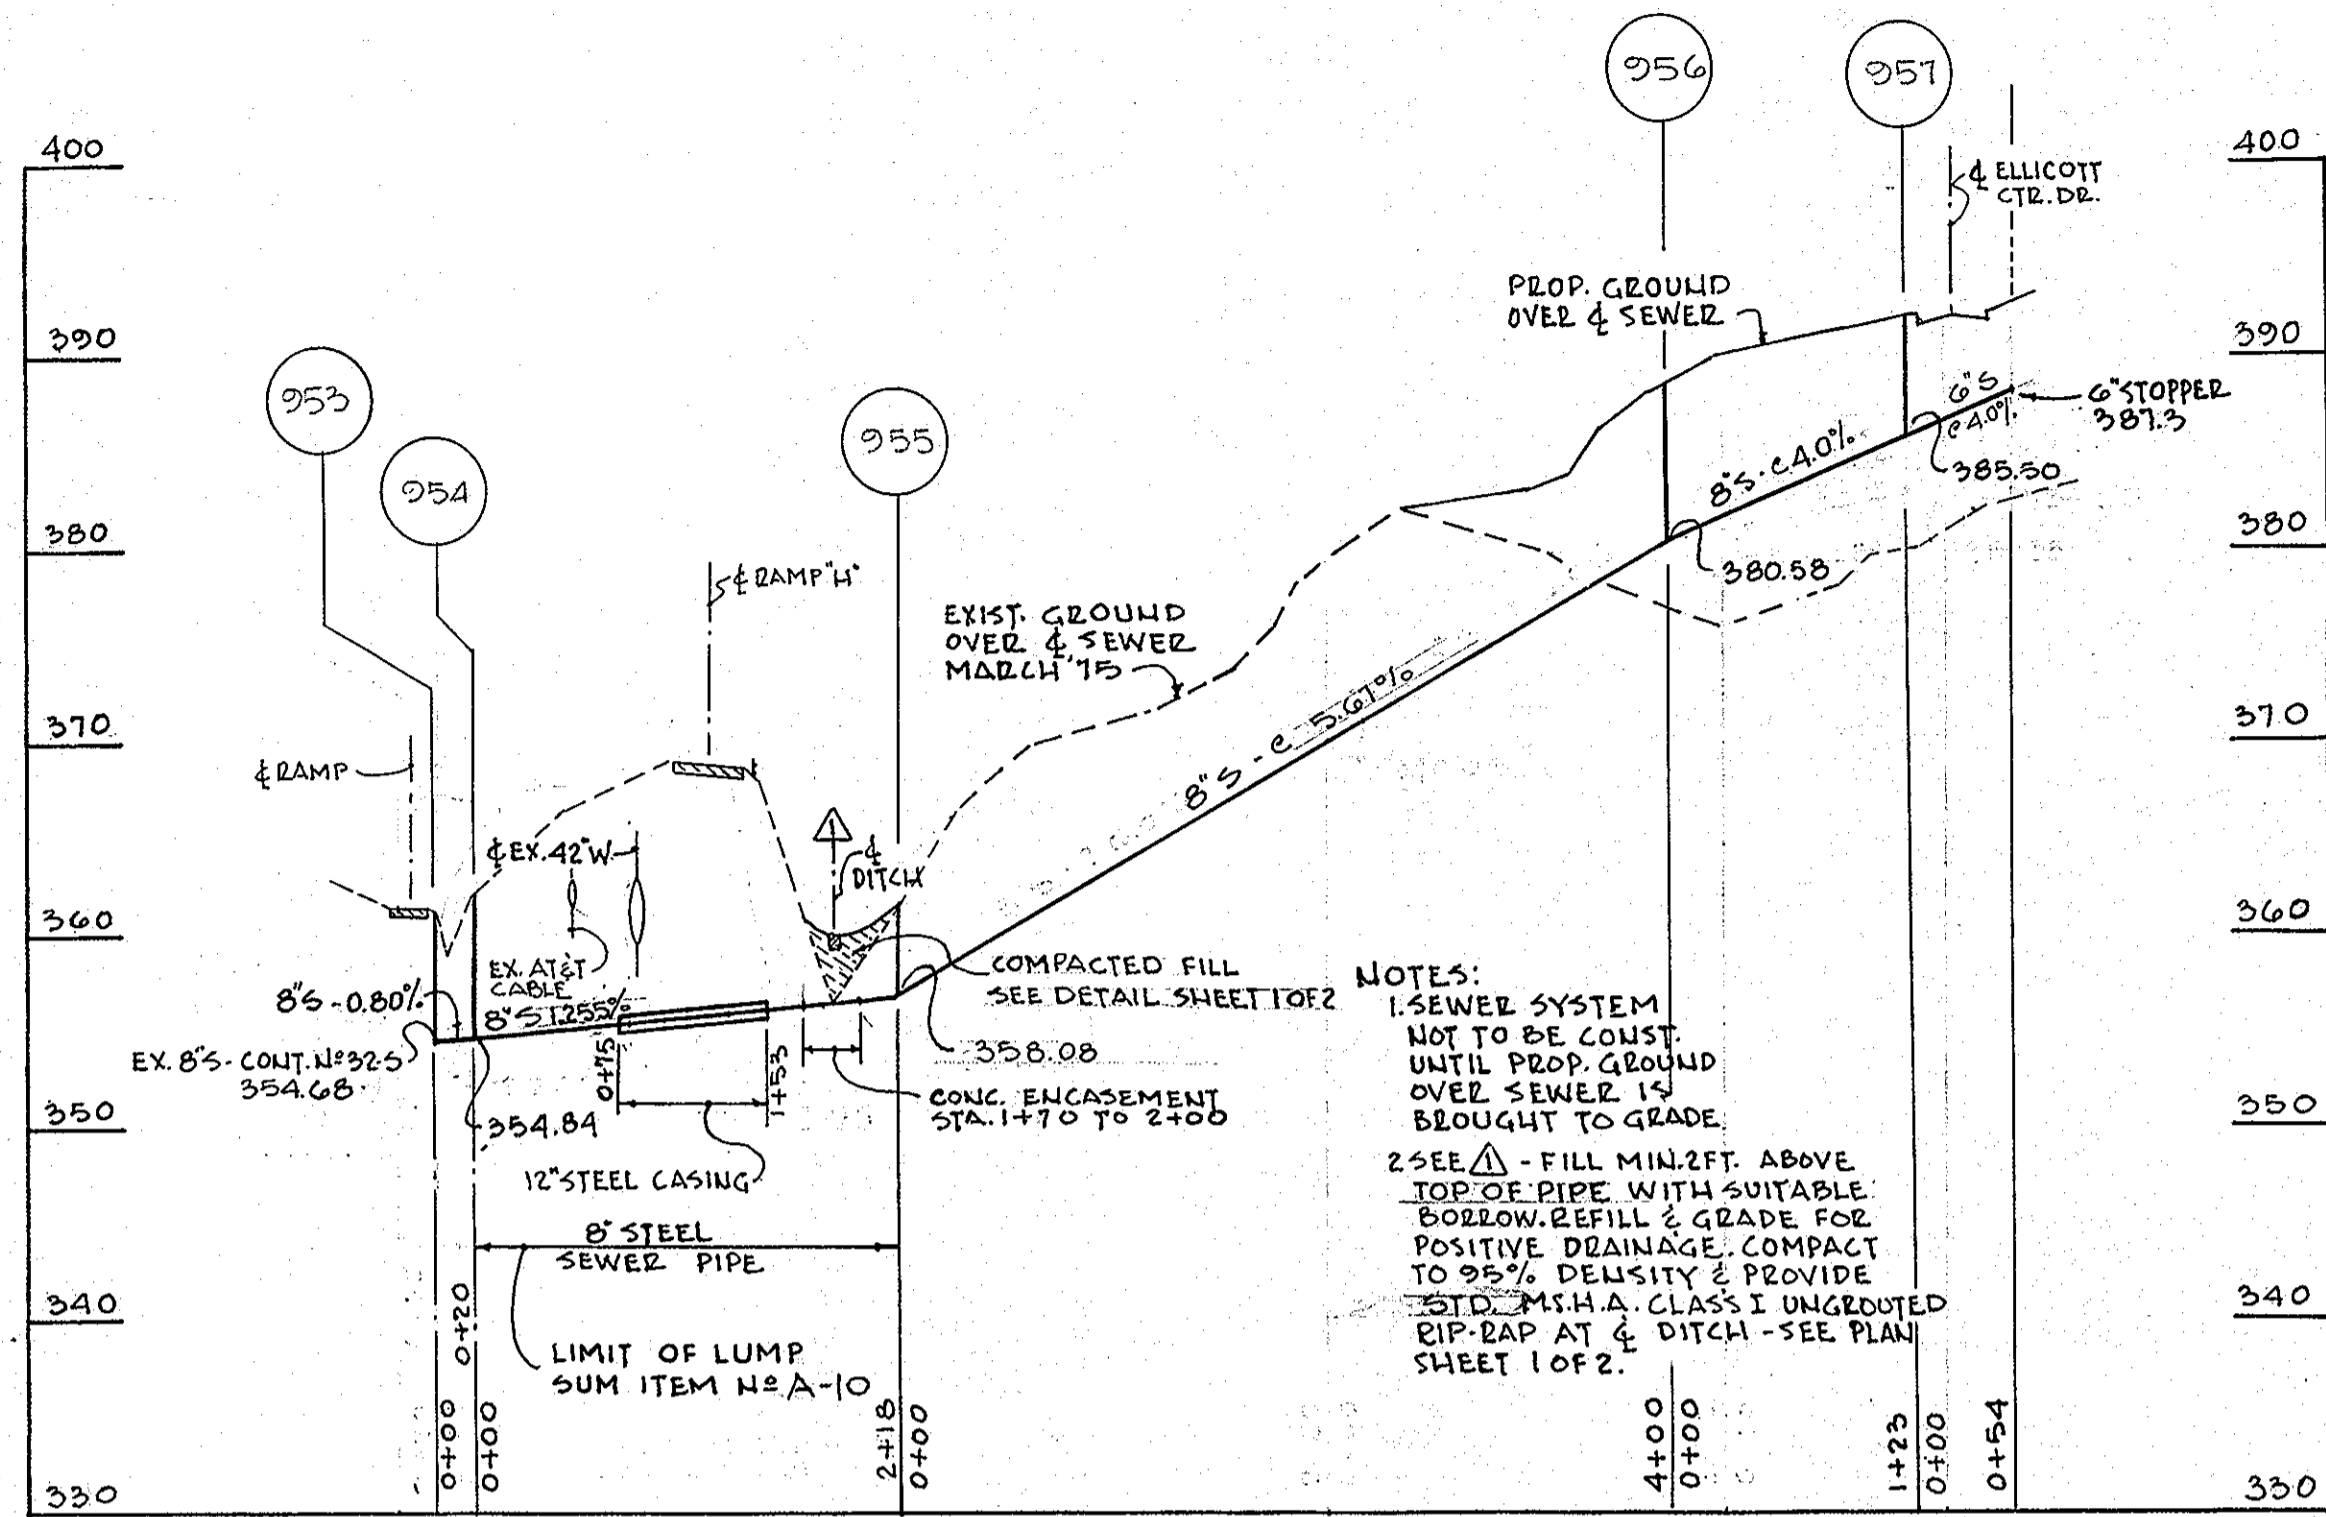 956
957
400
400
℄ ELLICOTT
CTR. DR.
PROP. GROUND
OVER ℄ SEWER
390
390
953
6"S
@ 4.0%
6" STOPPER
387.3
955
954
8"S - @ 4.0%
385.50
380
380
380.58
℄ RAMP "H"
EXIST. GROUND
OVER ℄ SEWER
MARCH '75
8"S - @ 5.67%
370
370
℄ RAMP
℄ EX. 42"W
℄
DITCH
360
360
EX. AT&T
CABLE
8"S - 0.80%
8"S 1.255%
COMPACTED FILL
SEE DETAIL SHEET 1 OF 2
EX. 8"S - CONT. Nº 32-S
354.68
0+75
1+53
358.08
CONC. ENCASEMENT
STA. 1+70 TO 2+00
350
350
354.84
12" STEEL CASING
8" STEEL
SEWER PIPE
NOTES:
1. SEWER SYSTEM
NOT TO BE CONST.
UNTIL PROP. GROUND
OVER SEWER IS
BROUGHT TO GRADE.
2 SEE △1 - FILL MIN. 2FT. ABOVE
TOP OF PIPE WITH SUITABLE
BORROW. REFILL & GRADE FOR
POSITIVE DRAINAGE. COMPACT
TO 95% DENSITY & PROVIDE
STD. M.S.H.A. CLASS I UNGROUTED
RIP-RAP AT ℄ DITCH - SEE PLAN
SHEET 1 OF 2.
340
340
0+20
LIMIT OF LUMP
SUM ITEM Nº A-10
0+00
0+00
2+18
0+00
4+00
0+00
1+23
0+00
0+54
330
330